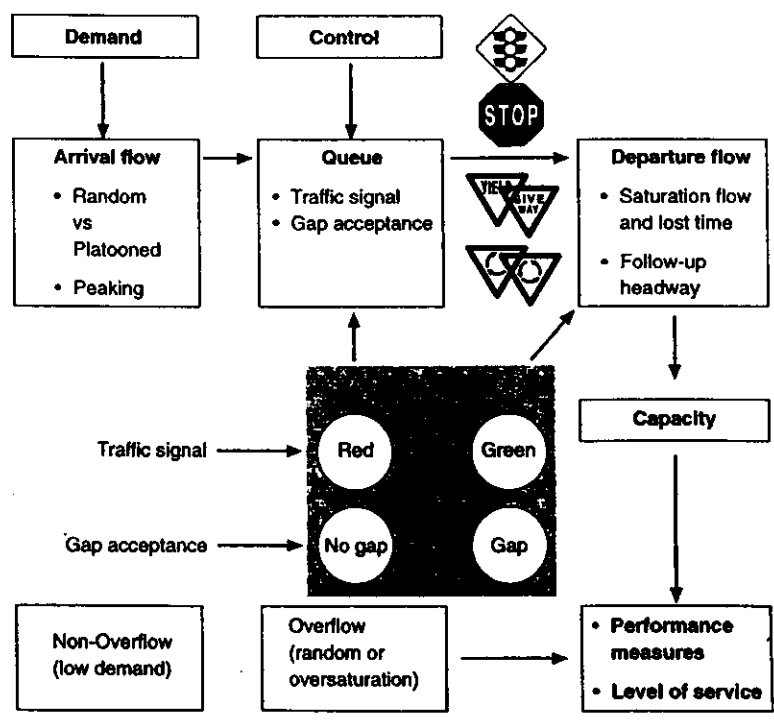 Demand
Control
STOP
Arrival flow
• Random
vs
Platooned
• Peaking
Queue
• Traffic signal
• Gap acceptance
YIELD
GIVE
WAY
Departure flow
• Saturation flow
and lost time
• Follow-up
headway
Capacity
Traffic signal
Red
Green
Gap acceptance
No gap
Gap
Non-Overflow
(low demand)
Overflow
(random or
oversaturation)
• Performance
measures
• Level of service